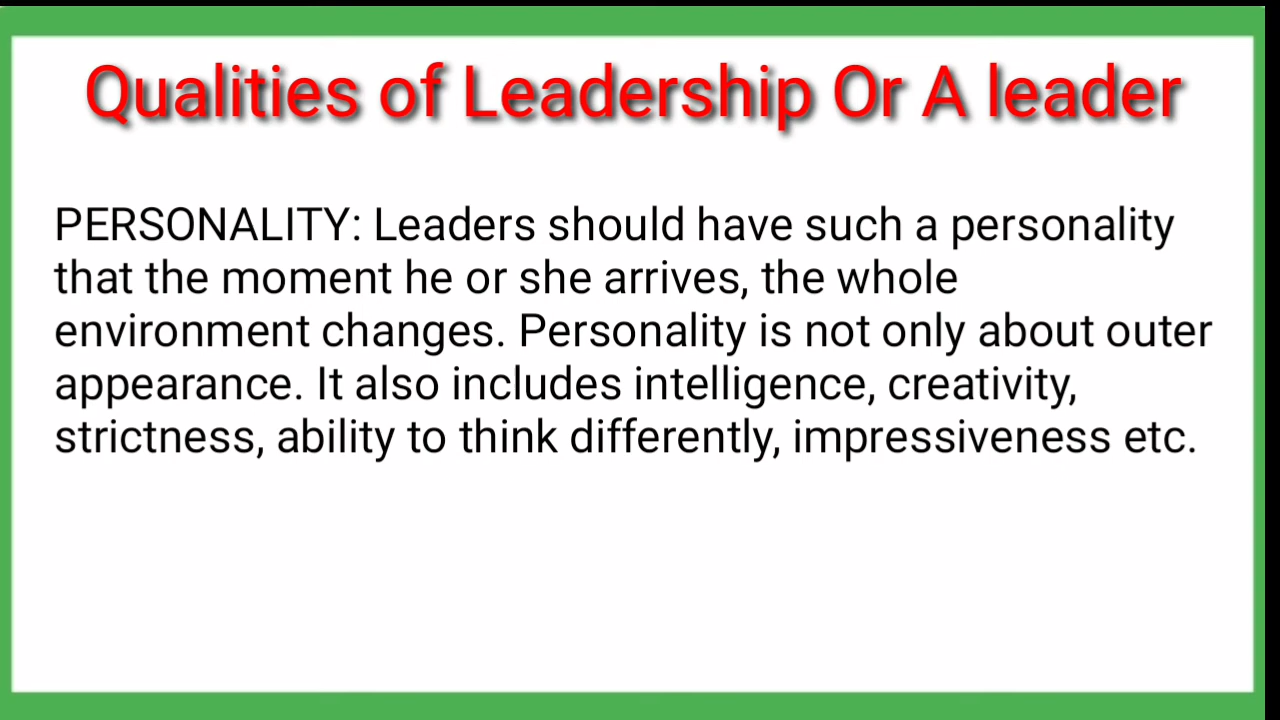 Qualities of Leadership Or A leader
PERSONALITY: Leaders should have such a personality
that the moment he or she arrives, the whole
environment changes. Personality is not only about outer
appearance. It also includes intelligence, creativity,
strictness, ability to think differently, impressiveness etc.